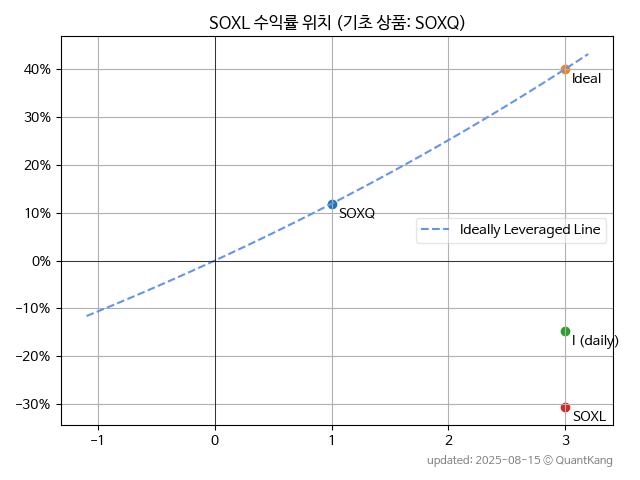 SOXL 수익률 위치 (기초 상품: SOXQ)
40%
30%
20%
10%
0%
−10%
−20%
−30%
Ideal
SOXQ
Ideally Leveraged Line
I (daily)
SOXL
−1
0
1
2
3
updated: 2025-08-15 © QuantKang